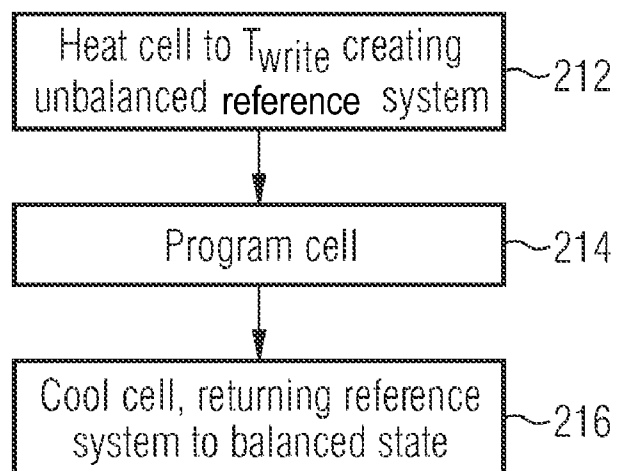 Heat cell to Twrite creating
unbalanced reference system
212
Program cell
214
Cool cell, returning reference
system to balanced state
216